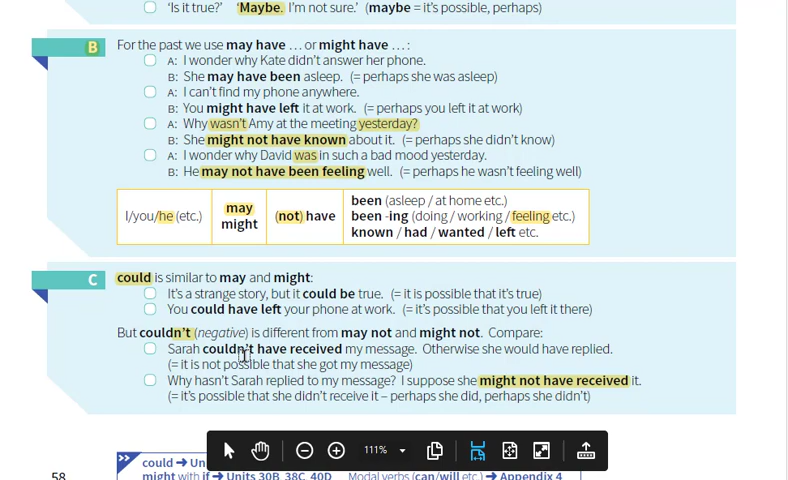 'Is it true?' 'Maybe. I'm not sure.' (maybe = it's possible, perhaps)
B
For the past we use may have … or might have … :
A: I wonder why Kate didn't answer her phone.
B: She may have been asleep. (= perhaps she was asleep)
A: I can't find my phone anywhere.
B: You might have left it at work. (= perhaps you left it at work)
A: Why wasn't Amy at the meeting yesterday?
B: She might not have known about it. (= perhaps she didn't know)
A: I wonder why David was in such a bad mood yesterday.
B: He may not have been feeling well. (= perhaps he wasn't feeling well)
I/you/he (etc.)
may
might
(not) have
been (asleep / at home etc.)
been -ing (doing / working / feeling etc.)
known / had / wanted / left etc.
C
could is similar to may and might:
It's a strange story, but it could be true. (= it is possible that it's true)
You could have left your phone at work. (= it's possible that you left it there)
But couldn't (negative) is different from may not and might not. Compare:
Sarah couldn't have received my message. Otherwise she would have replied.
(= it is not possible that she got my message)
Why hasn't Sarah replied to my message? I suppose she might not have received it.
(= it's possible that she didn't receive it – perhaps she did, perhaps she didn't)
111%
58
could ➔ Un
might with if ➔ Units 30B, 38C, 40D Modal verbs (can/will etc.) ➔ Appendix 4